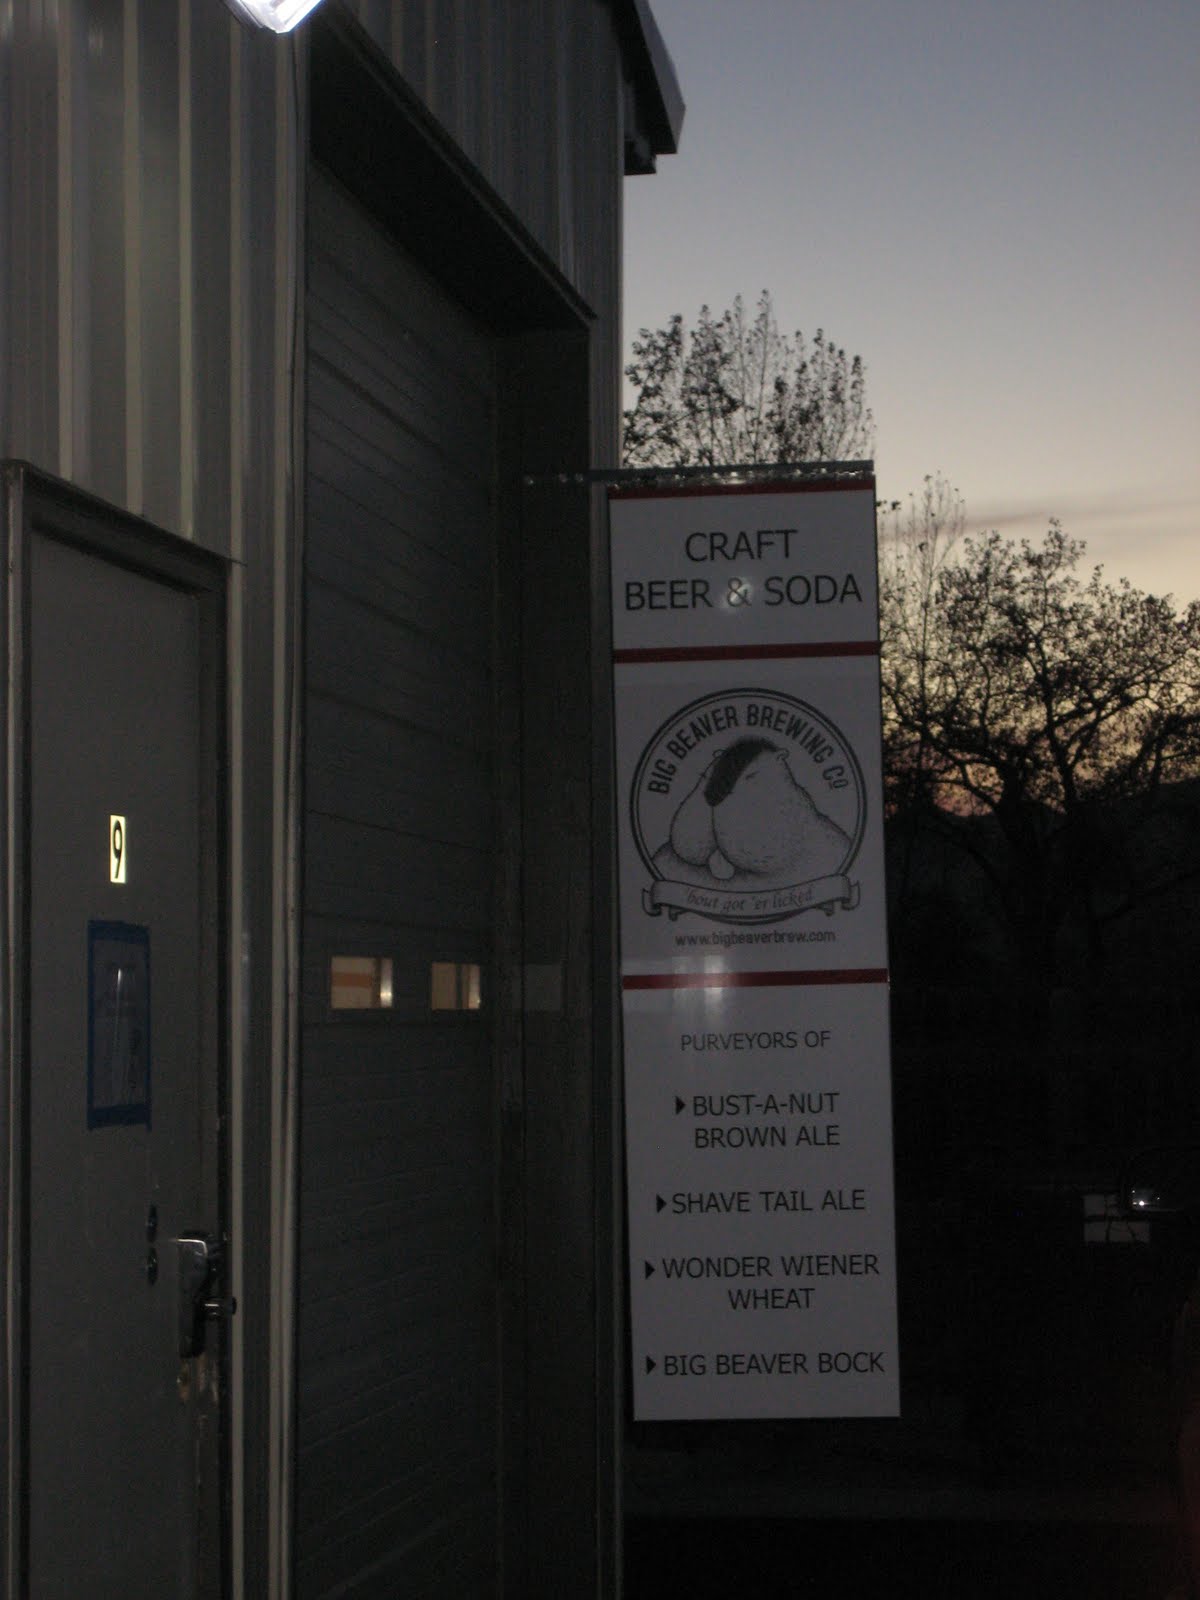 CRAFT
BEER & SODA
BIG BEAVER BREWING CO
'bout got 'er licked
www.bigbeaverbrew.com
PURVEYORS OF
BUST-A-NUT
BROWN ALE
SHAVE TAIL ALE
WONDER WIENER
WHEAT
BIG BEAVER BOCK
9